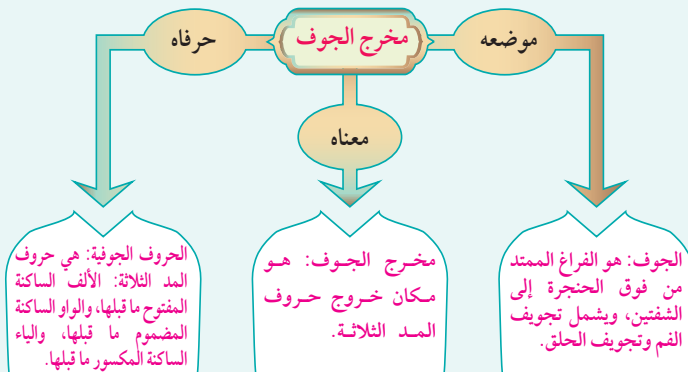 مخرج الجوف
موضعه
معناه
حرفاه
الجوف: هو الفراغ الممتد
من فوق الحنجرة إلى
الشفتين، ويشمل تجويف
الفم وتجويف الحلق.
مخرج الجوف: هو
مكان خروج حروف
المد الثلاثة.
الحروف الجوفية: هي حروف
المد الثلاثة: الألف الساكنة
المفتوح ما قبلها، والواو الساكنة
المضموم ما قبلها، والياء
الساكنة المكسور ما قبلها.